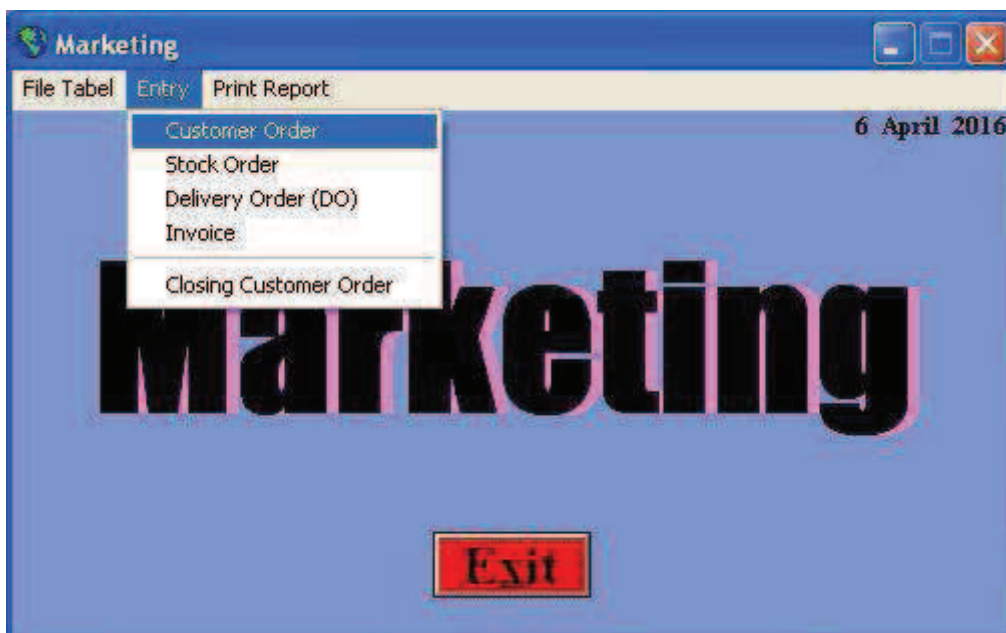 Marketing
File Tabel Entry Print Report
6 April 2016
Customer Order
Stock Order
Delivery Order (DO)
Invoice
Closing Customer Order
Marketing
Exit